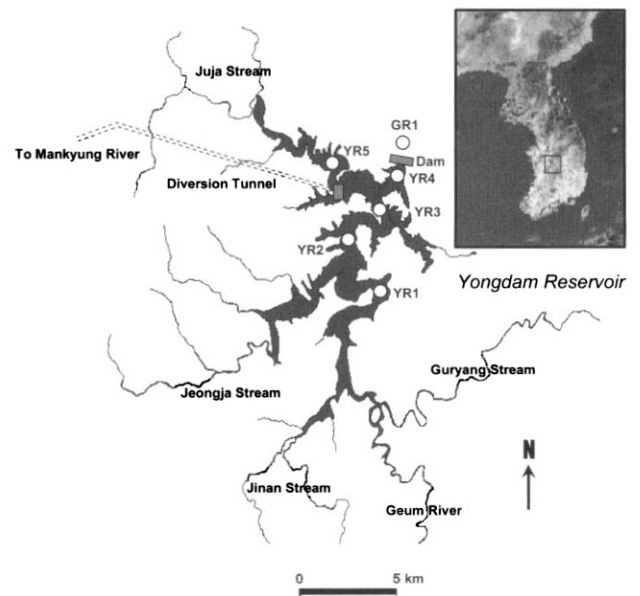 Juja Stream
GR1
To Mankyung River
YR5
Dam
Diversion Tunnel
YR4
YR3
YR2
Yongdam Reservoir
YR1
Guryang Stream
Jeongja Stream
N
Jinan Stream
Geum River
0 5 km